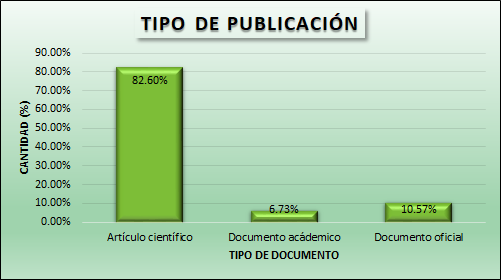 TIPO DE PUBLICACIÓN
90.00%
80.00%
70.00%
60.00%
50.00%
40.00%
30.00%
20.00%
10.00%
0.00%
CANTIDAD (%)
82.60%
6.73%
10.57%
Artículo científico
Documento acádemico
Documento oficial
TIPO DE DOCUMENTO